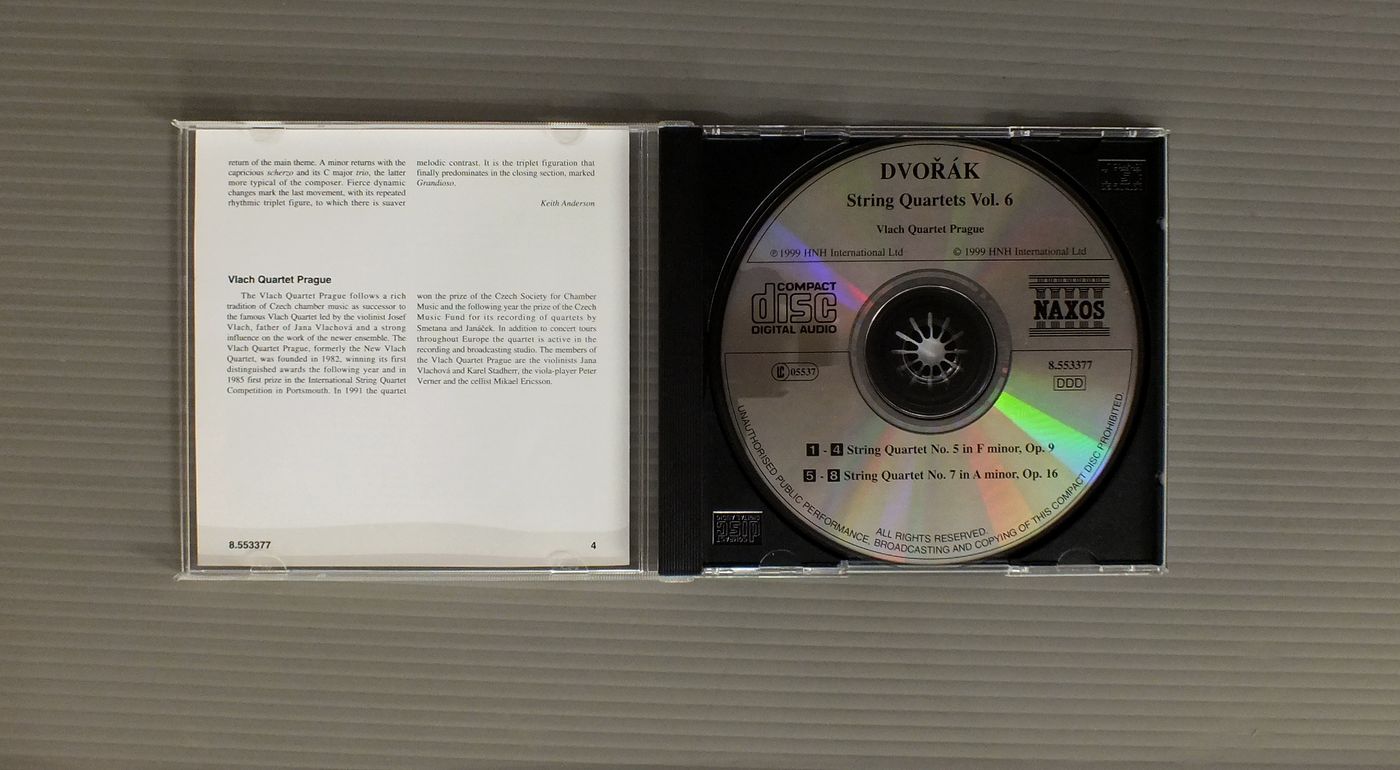 return of the main theme. A minor returns with the
capricious scherzo and its C major trio, the latter
more typical of the composer. Fierce dynamic
changes mark the last movement, with its repeated
rhythmic triplet figure, to which there is suaver
melodic contrast. It is the triplet figuration that
finally predominates in the closing section, marked
Grandioso.
Keith Anderson
Vlach Quartet Prague
The Vlach Quartet Prague follows a rich
tradition of Czech chamber music as successor to
the famous Vlach Quartet led by the violinist Josef
Vlach, father of Jana Vlachová and a strong
influence on the work of the newer ensemble. The
Vlach Quartet Prague, formerly the New Vlach
Quartet, was founded in 1982, winning its first
distinguished awards the following year and in
1985 first prize in the International String Quartet
Competition in Portsmouth. In 1991 the quartet
won the prize of the Czech Society for Chamber
Music and the following year the prize of the Czech
Music Fund for its recording of quartets by
Smetana and Janáček. In addition to concert tours
throughout Europe the quartet is active in the
recording and broadcasting studio. The members of
the Vlach Quartet Prague are the violinists Jana
Vlachová and Karel Stadherr, the viola-player Peter
Verner and the cellist Mikael Ericsson.
8.553377
4
DVOŘÁK
String Quartets Vol. 6
Vlach Quartet Prague
℗ 1999 HNH International Ltd
© 1999 HNH International Ltd
COMPACT
disc
DIGITAL AUDIO
NAXOS
LC 05537
8.553377
DDD
1 - 4 String Quartet No. 5 in F minor, Op. 9
5 - 8 String Quartet No. 7 in A minor, Op. 16
ALL RIGHTS RESERVED.
UNAUTHORISED PUBLIC PERFORMANCE, BROADCASTING AND COPYING OF THIS COMPACT DISC PROHIBITED.
COMPACT
disc
DIGITAL AUDIO